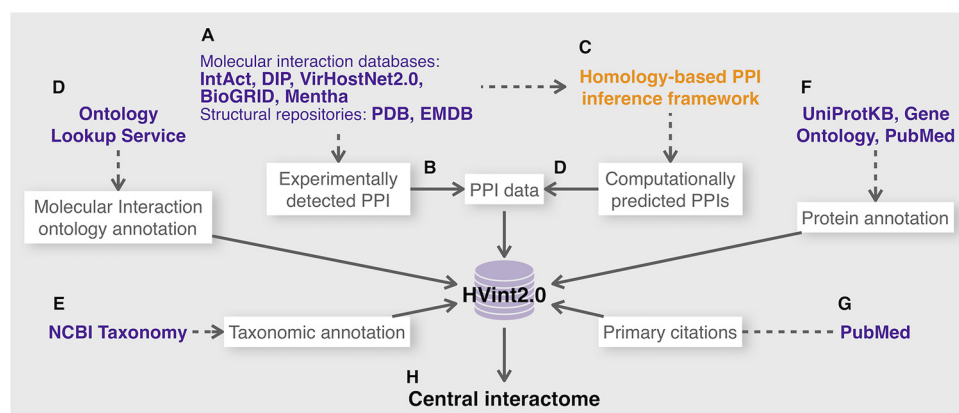 A
Molecular interaction databases:
IntAct, DIP, VirHostNet2.0,
BioGRID, Mentha
Structural repositories: PDB, EMDB
C
Homology-based PPI
inference framework
D
Ontology
Lookup Service
F
UniProtKB, Gene
Ontology, PubMed
Experimentally
detected PPI
B
PPI data
D
Computationally
predicted PPIs
Molecular Interaction
ontology annotation
Protein annotation
HVint2.0
E
NCBI Taxonomy
Taxonomic annotation
Primary citations
G
PubMed
H
Central interactome